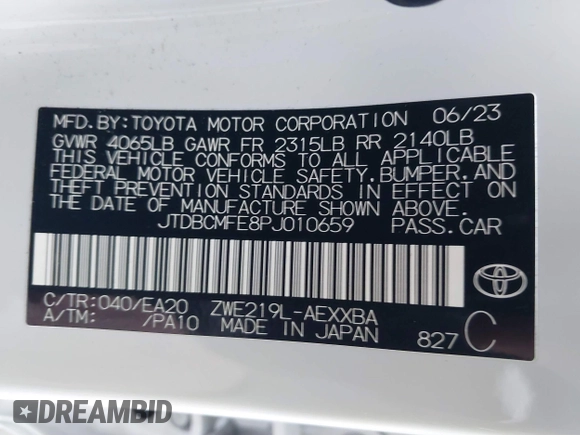 MFD. BY: TOYOTA MOTOR CORPORATION 06/23
GVWR 4065LB GAWR FR 2315LB RR 2140LB
THIS VEHICLE CONFORMS TO ALL APPLICABLE
FEDERAL MOTOR VEHICLE SAFETY, BUMPER, AND
THEFT PREVENTION STANDARDS IN EFFECT ON
THE DATE OF MANUFACTURE SHOWN ABOVE.
JTDBCMFE8PJ010659 PASS. CAR
C/TR: 040/EA20 ZWE219L-AEXXBA
A/TM: /PA10 MADE IN JAPAN 827 C
DREAMBID